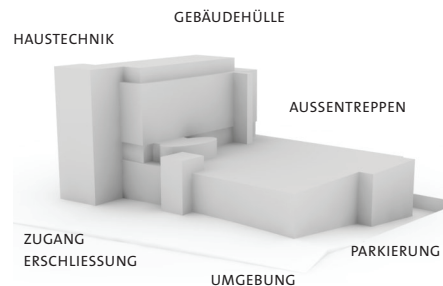 GEBÄUDEHÜLLE
HAUSTECHNIK
AUSSENTREPPEN
ZUGANG
ERSCHLIESSUNG
PARKIERUNG
UMGEBUNG